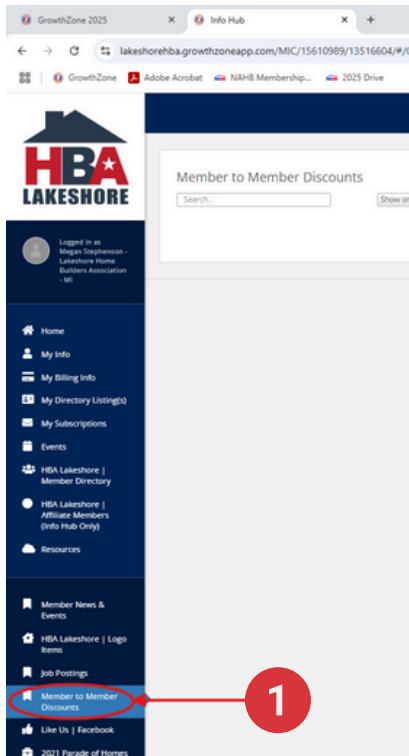 GrowthZone 2025
Info Hub
lakeshorehba.growthzoneapp.com/MIC/15610989/13516604/#/
GrowthZone
Adobe Acrobat
NAHB Membership...
2025 Drive
HBA
LAKESHORE
Member to Member Discounts
Search...
Show
Logged in as
Megan Stephenson -
Lakeshore Home
Builders Association
- MI
Home
My Info
My Billing Info
My Directory Listing(s)
My Subscriptions
Events
HBA Lakeshore |
Member Directory
HBA Lakeshore |
Affiliate Members
(Info Hub Only)
Resources
Member News &
Events
HBA Lakeshore | Logo
Items
Job Postings
Member to Member
Discounts
1
Like Us | Facebook
2021 Parade of Homes